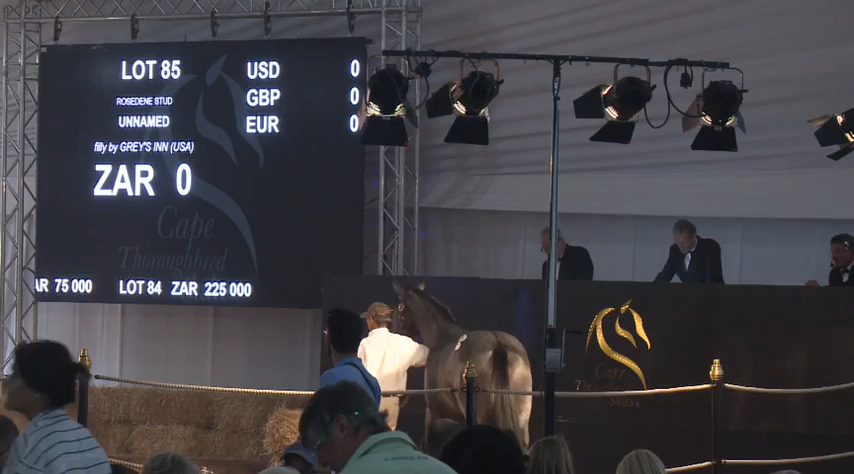 LOT 85
ROSEDENE STUD
UNNAMED
filly by GREY'S INN (USA)
ZAR 0
USD 0
GBP 0
EUR 0
Cape
Thoroughbred
AR 75 000 LOT 84 ZAR 225 000
Cape